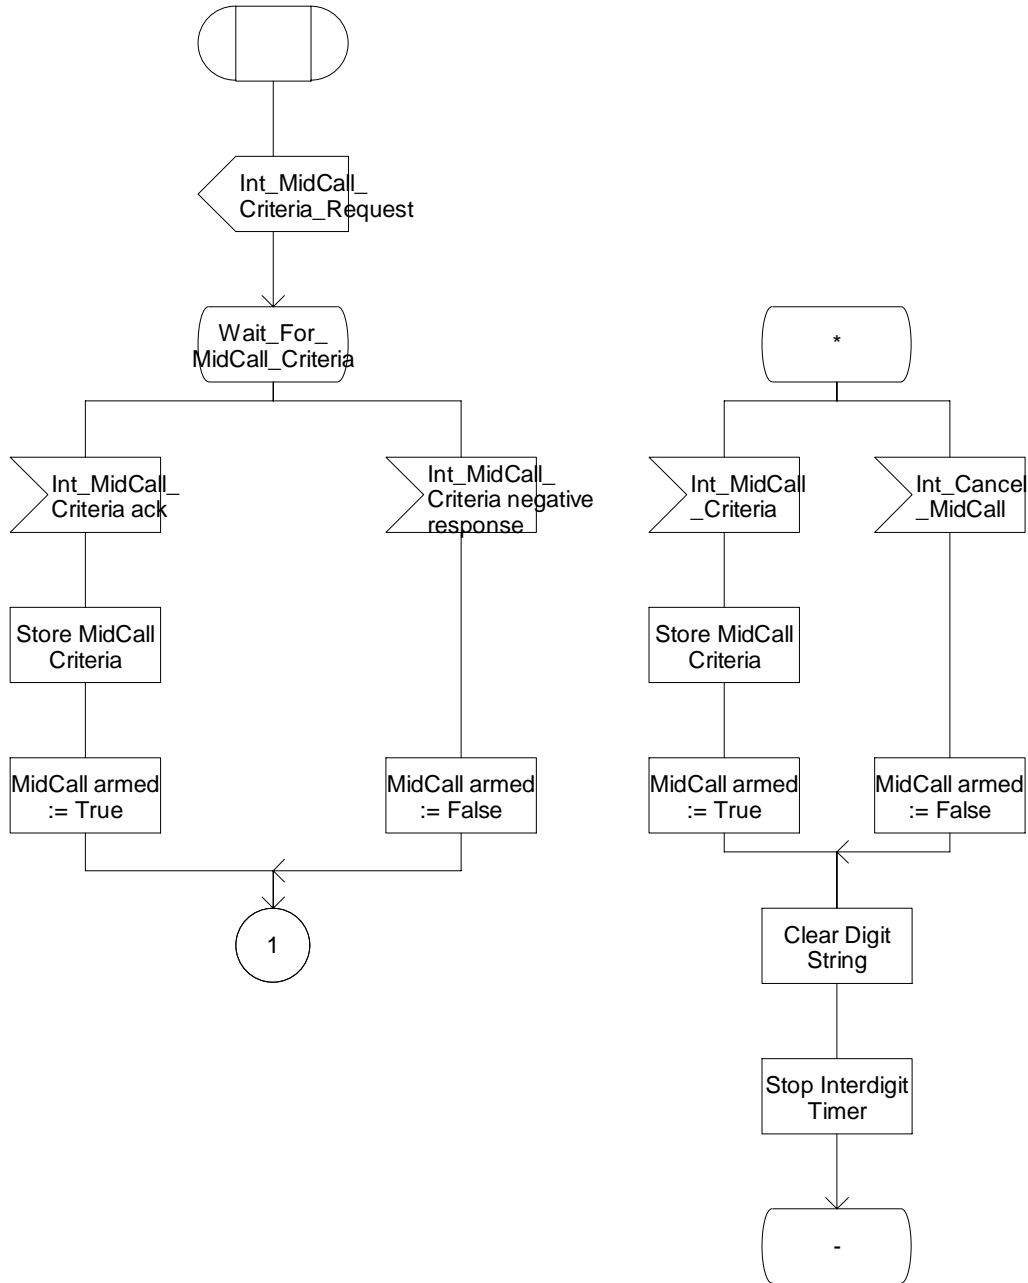 Int_MidCall_
Criteria_Request
Wait_For_
MidCall_Criteria
Int_MidCall_
Criteria ack
Int_MidCall_
Criteria negative
response
Store MidCall
Criteria
MidCall armed
:= True
MidCall armed
:= False
1
*
Int_MidCall
_Criteria
Int_Cancel
_MidCall
Store MidCall
Criteria
MidCall armed
:= True
MidCall armed
:= False
Clear Digit
String
Stop Interdigit
Timer
-